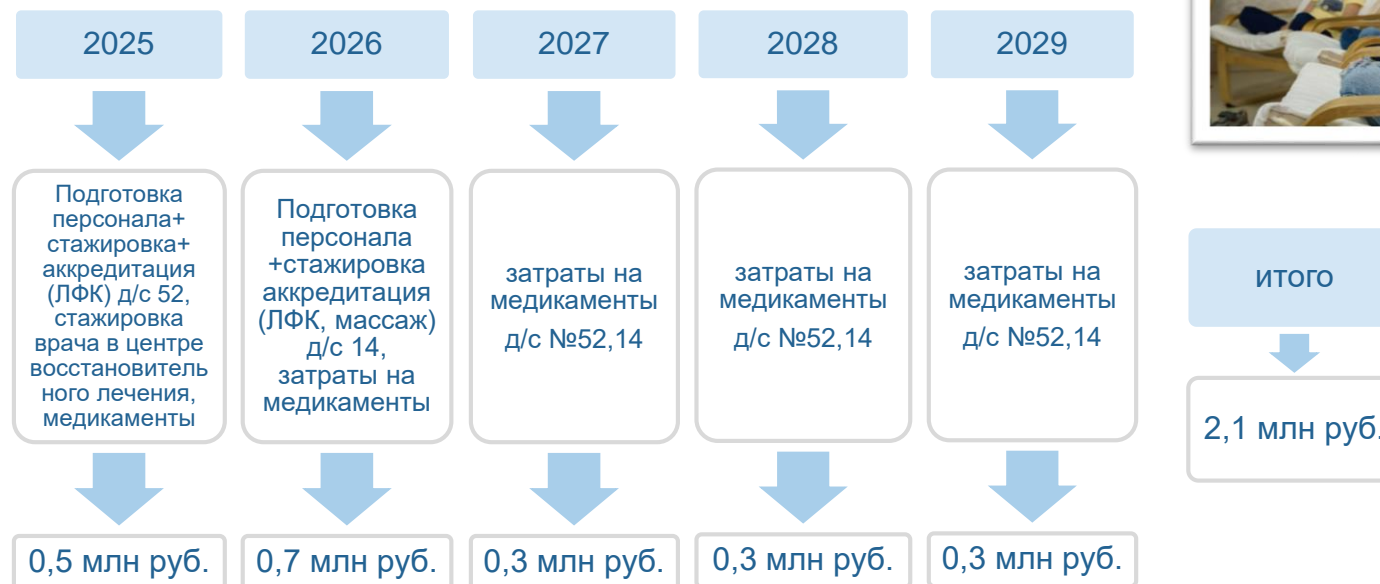 2025
2026
2027
2028
2029
Подготовка
персонала+
стажировка+
аккредитация
(ЛФК) д/с 52,
стажировка
врача в центре
восстановитель
ного лечения,
медикаменты
Подготовка
персонала
+стажировка
аккредитация
(ЛФК, массаж)
д/с 14,
затраты на
медикаменты
затраты на
медикаменты
д/с №52,14
затраты на
медикаменты
д/с №52,14
затраты на
медикаменты
д/с №52,14
0,5 млн руб.
0,7 млн руб.
0,3 млн руб.
0,3 млн руб.
0,3 млн руб.
итого
2,1 млн руб.